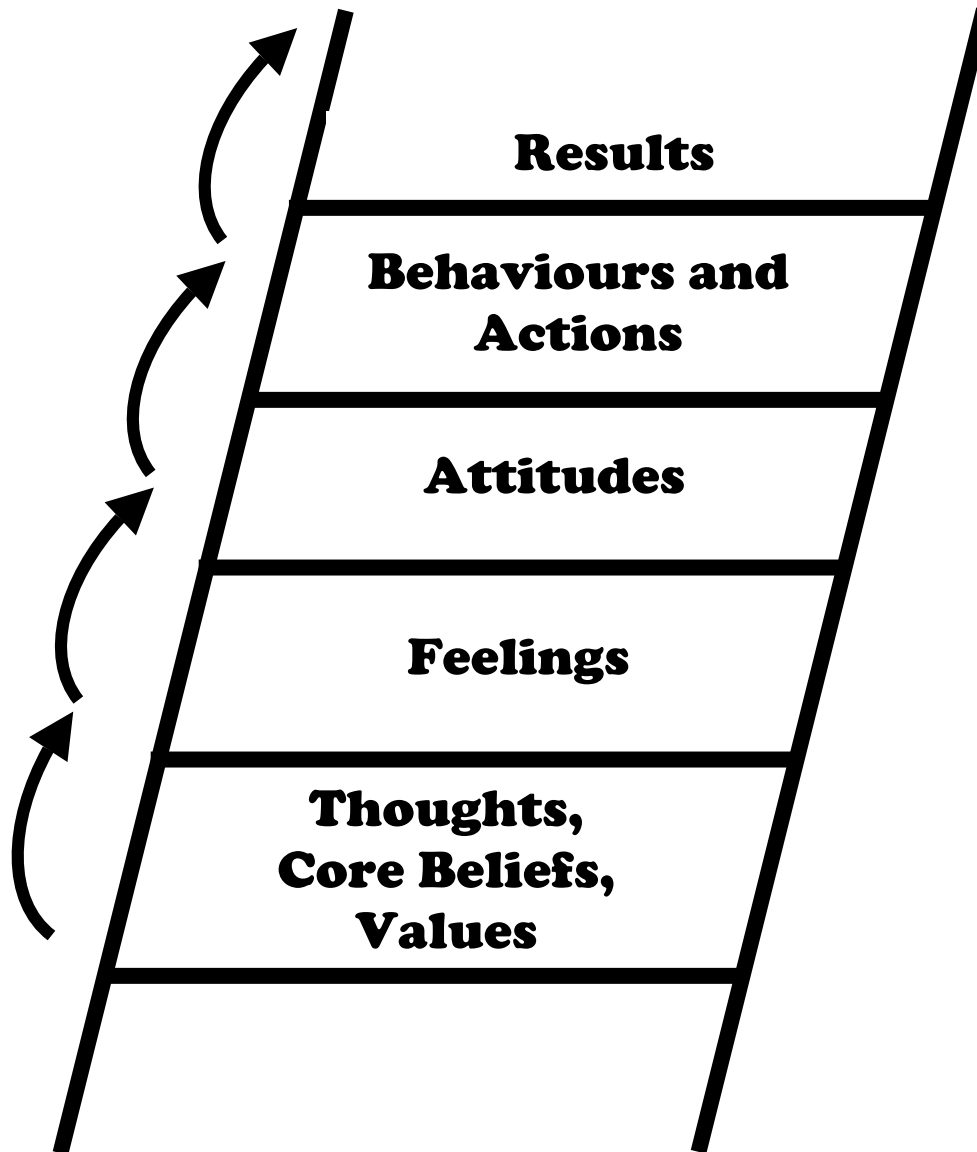 Results
Behaviours and
Actions
Attitudes
Feelings
Thoughts,
Core Beliefs,
Values